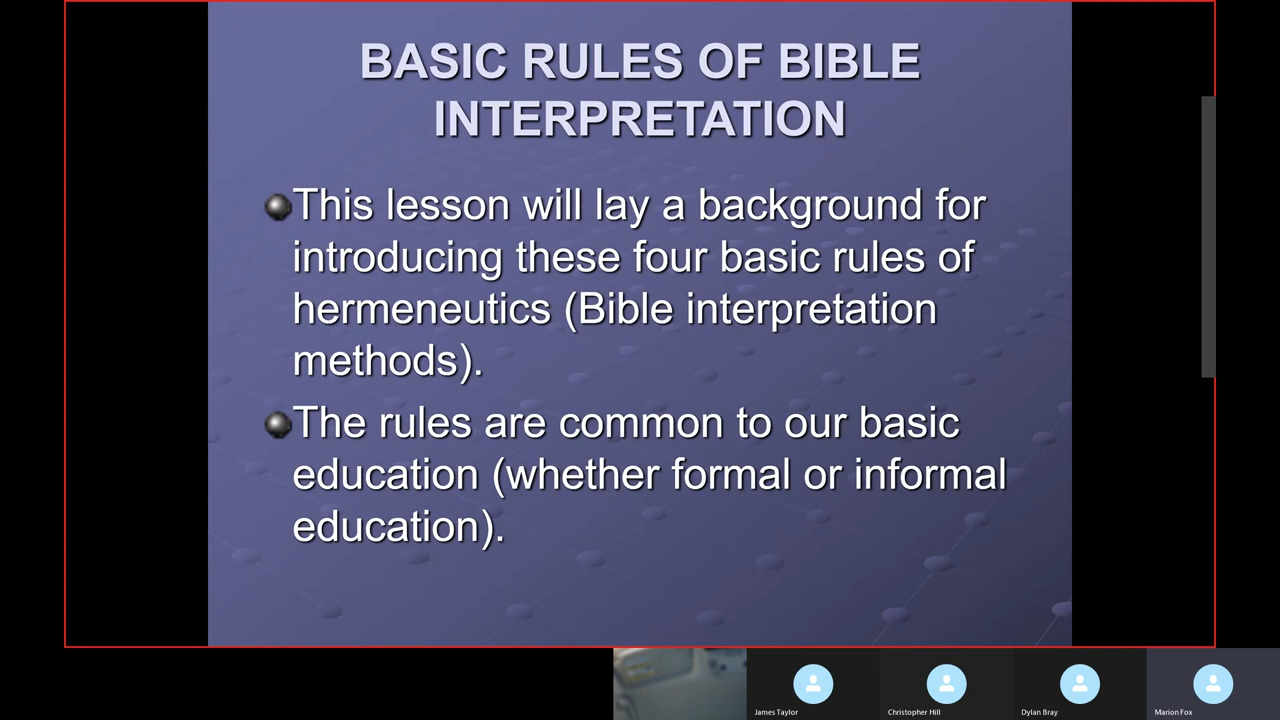 BASIC RULES OF BIBLE
INTERPRETATION
This lesson will lay a background for
introducing these four basic rules of
hermeneutics (Bible interpretation
methods).
The rules are common to our basic
education (whether formal or informal
education).
James Taylor
Christopher Hill
Dylan Bray
Marion Fox